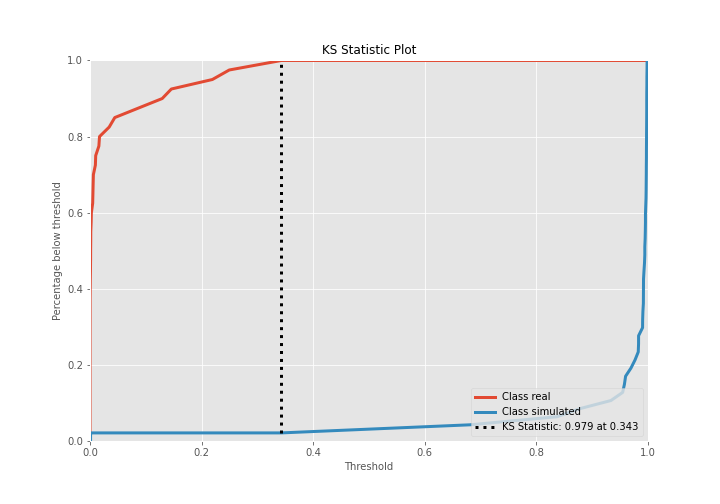 KS Statistic Plot
1.0
0.8
0.6
0.4
0.2
0.0
Percentage below threshold
0.0 0.2 0.4 0.6 0.8 1.0
Threshold
Class real
Class simulated
KS Statistic: 0.979 at 0.343